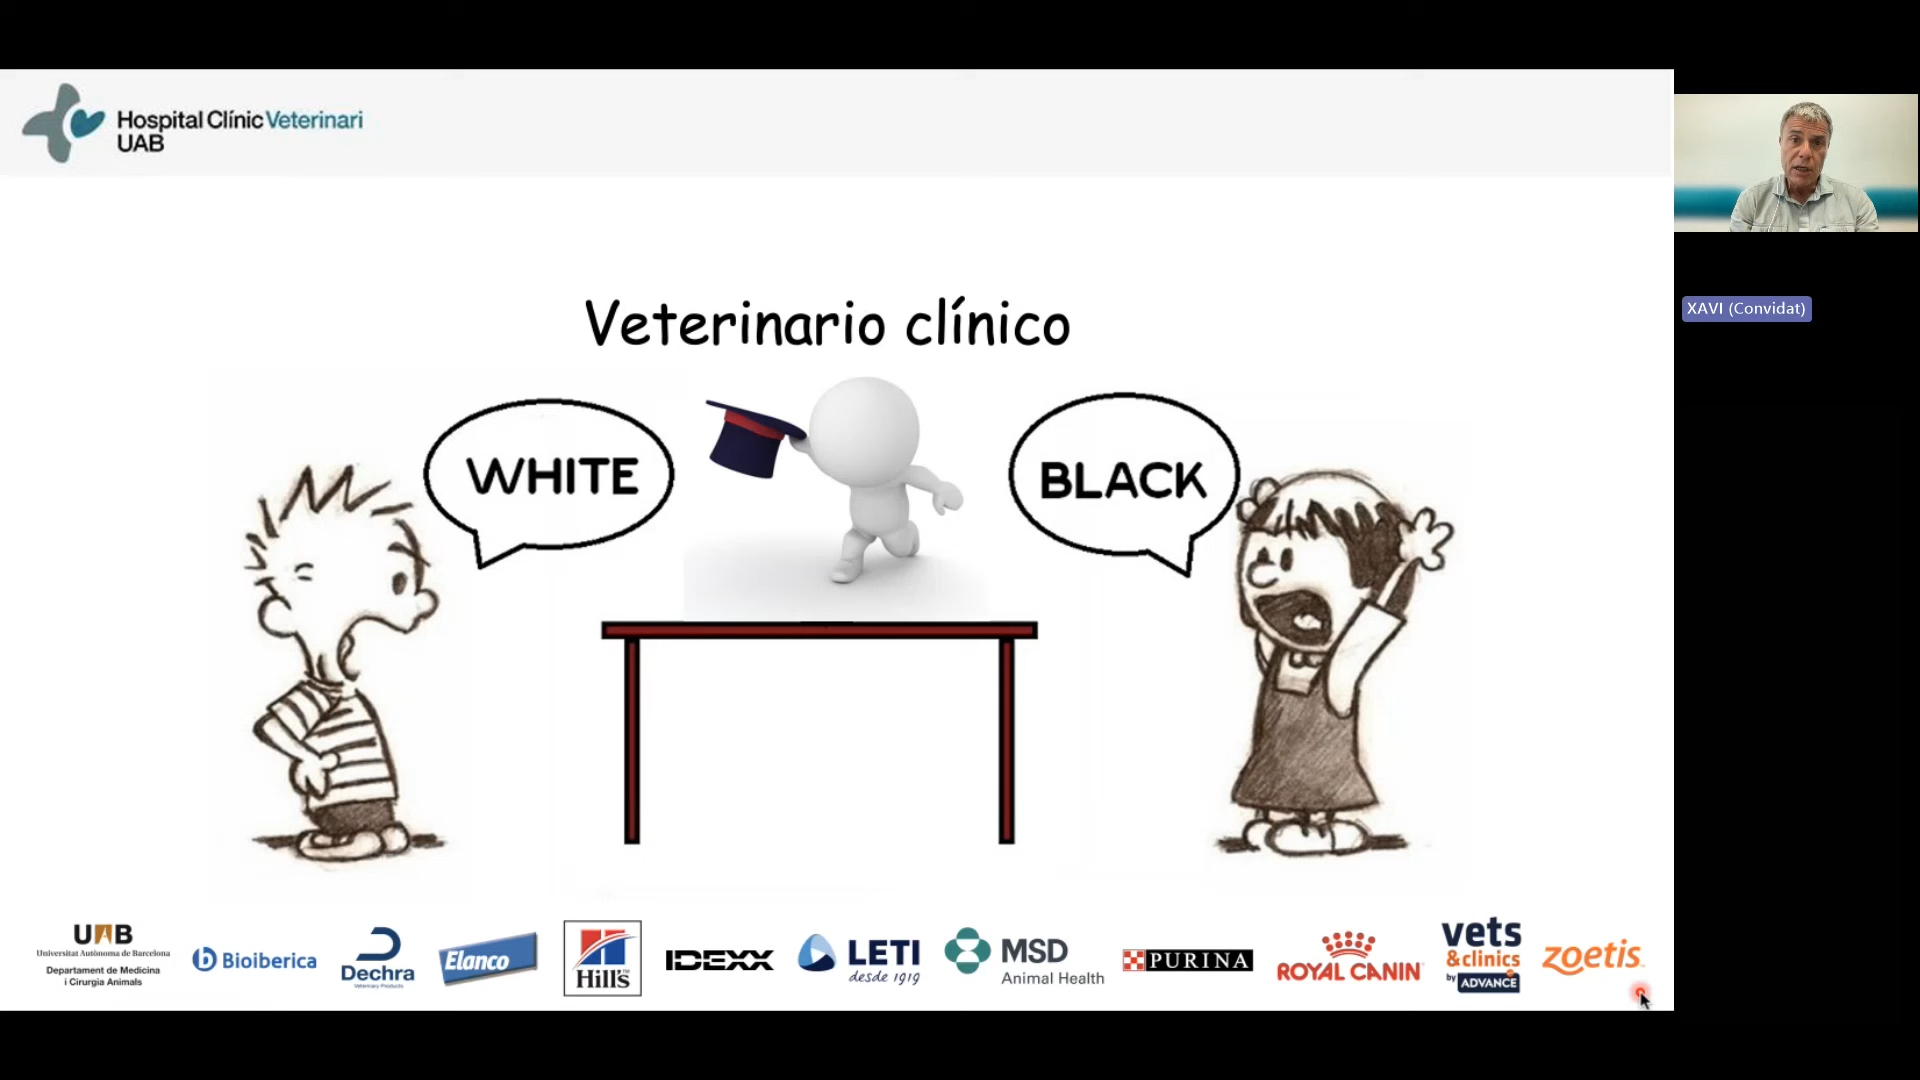 Hospital Clínic Veterinari
UAB
XAVI (Convidat)
Veterinario clínico
WHITE
BLACK
UAB
Universitat Autònoma de Barcelona
Departament de Medicina
i Cirurgia Animals
Bioiberica
Dechra
Veterinary Products
Elanco
Hill's
IDEXX
LETI
desde 1919
MSD
Animal Health
PURINA
ROYAL CANIN
vets
&clinics
by ADVANCE
zoetis